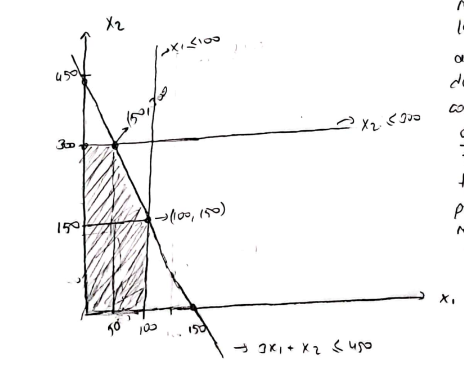 X₂
x₁ ≤ 100
450
(50, 300)
x₂ ≤ 300
300
→(100, 150)
150
x₁
50 100 150
→ 3x₁ + x₂ ≤ 450